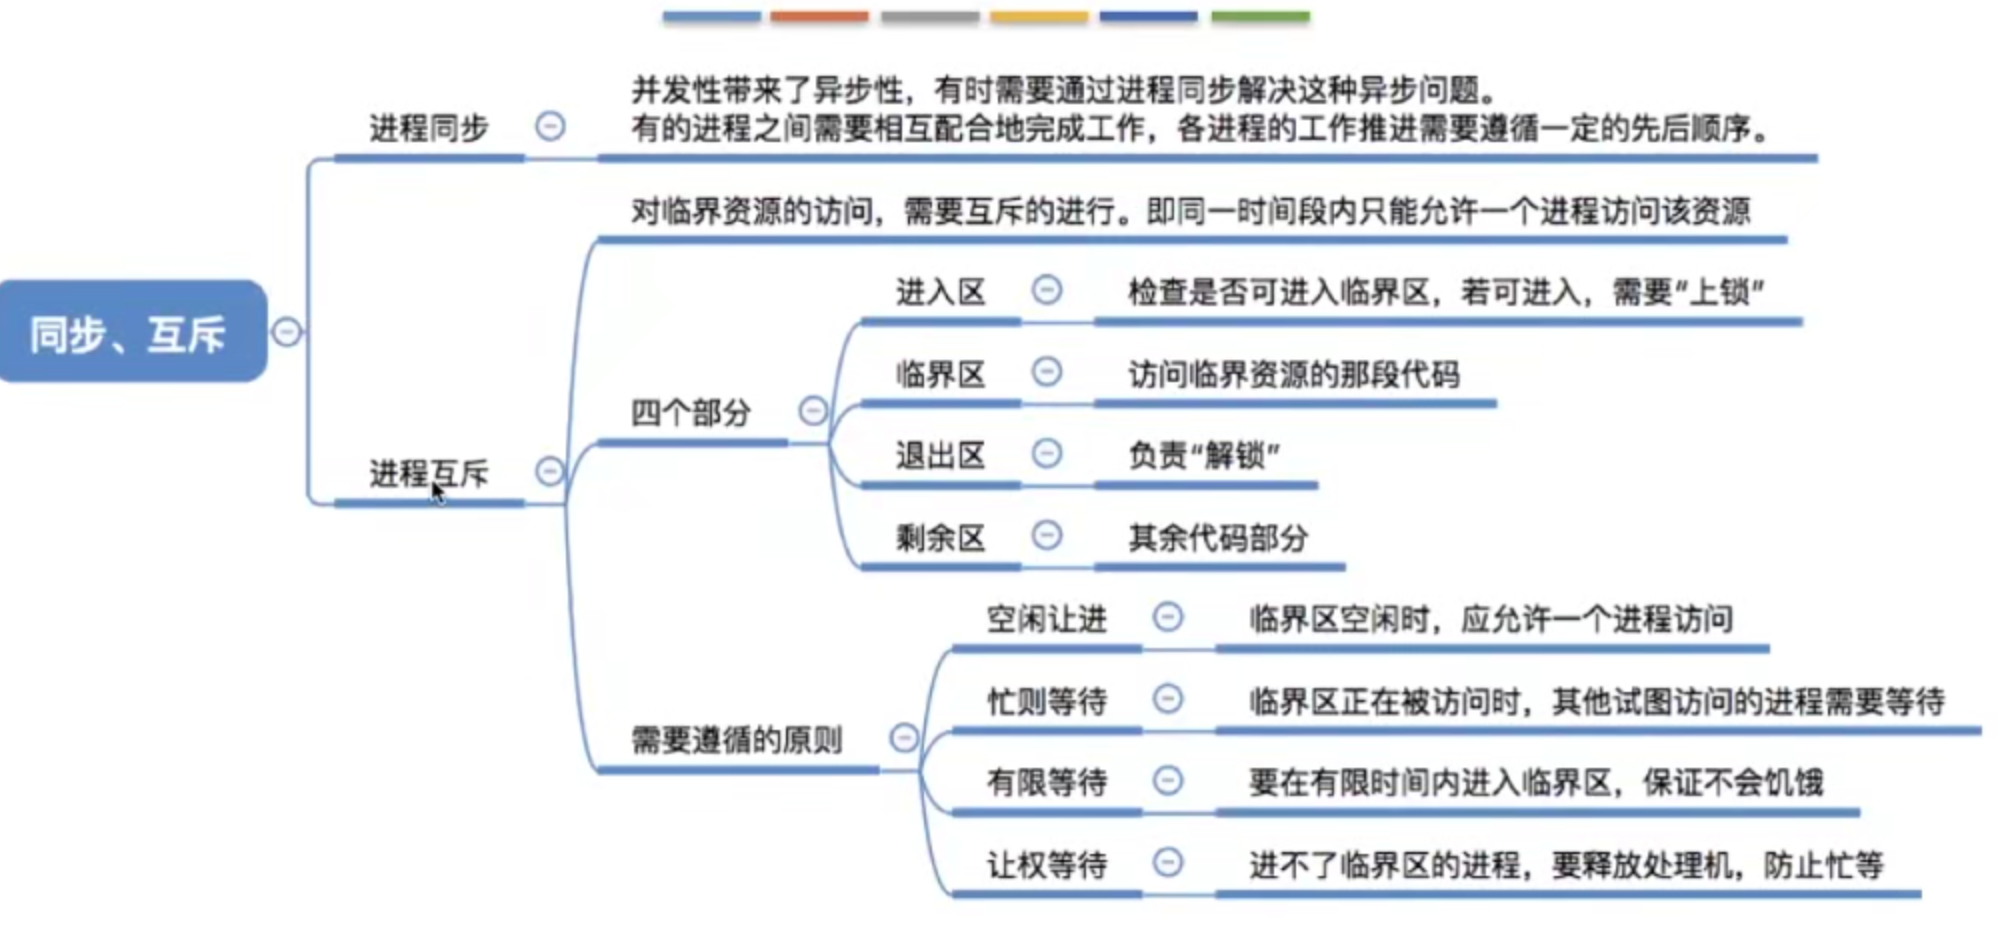 并发性带来了异步性，有时需要通过进程同步解决这种异步问题。
进程同步
有的进程之间需要相互配合地完成工作，各进程的工作推进需要遵循一定的先后顺序。
对临界资源的访问，需要互斥的进行。即同一时间段内只能允许一个进程访问该资源
进入区
检查是否可进入临界区，若可进入，需要“上锁”
同步、互斥
临界区
访问临界资源的那段代码
四个部分
退出区
负责“解锁”
进程互斥
剩余区
其余代码部分
空闲让进
临界区空闲时，应允许一个进程访问
忙则等待
临界区正在被访问时，其他试图访问的进程需要等待
需要遵循的原则
有限等待
要在有限时间内进入临界区，保证不会饥饿
让权等待
进不了临界区的进程，要释放处理机，防止忙等